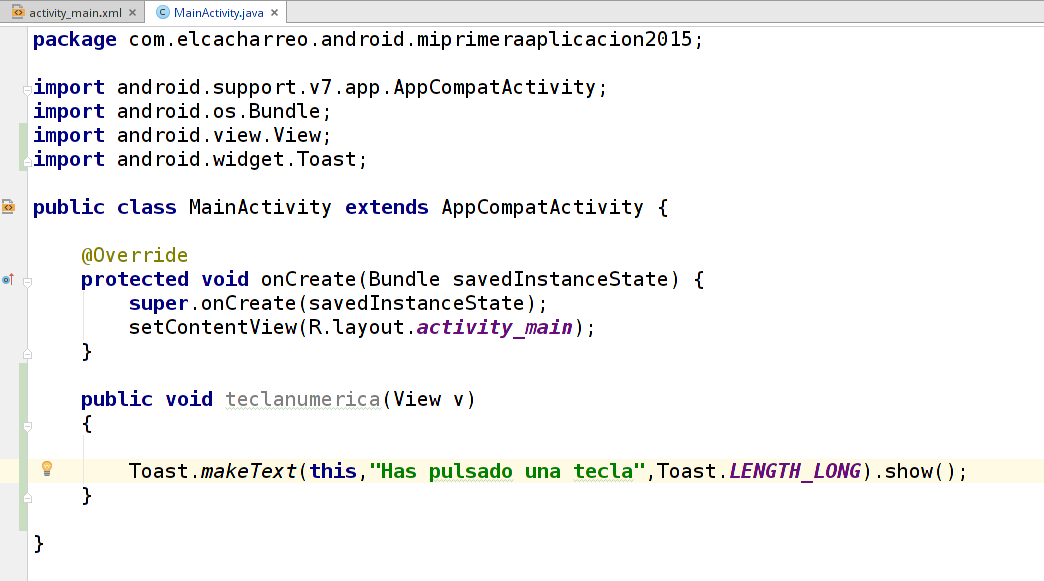 activity_main.xml MainActivity.java
package com.elcacharreo.android.miprimeraaplicacion2015;
import android.support.v7.app.AppCompatActivity;
import android.os.Bundle;
import android.view.View;
import android.widget.Toast;
public class MainActivity extends AppCompatActivity {
@Override
protected void onCreate(Bundle savedInstanceState) {
super.onCreate(savedInstanceState);
setContentView(R.layout.activity_main);
}
public void teclanumerica(View v)
{
Toast.makeText(this,"Has pulsado una tecla",Toast.LENGTH_LONG).show();
}
}